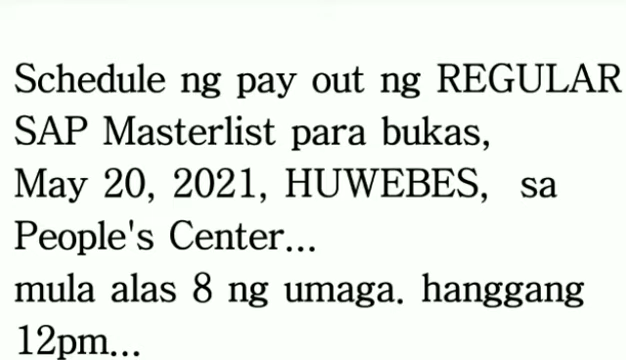 Schedule ng pay out ng REGULAR
SAP Masterlist para bukas,
May 20, 2021, HUWEBES, sa
People's Center...
mula alas 8 ng umaga. hanggang
12pm...